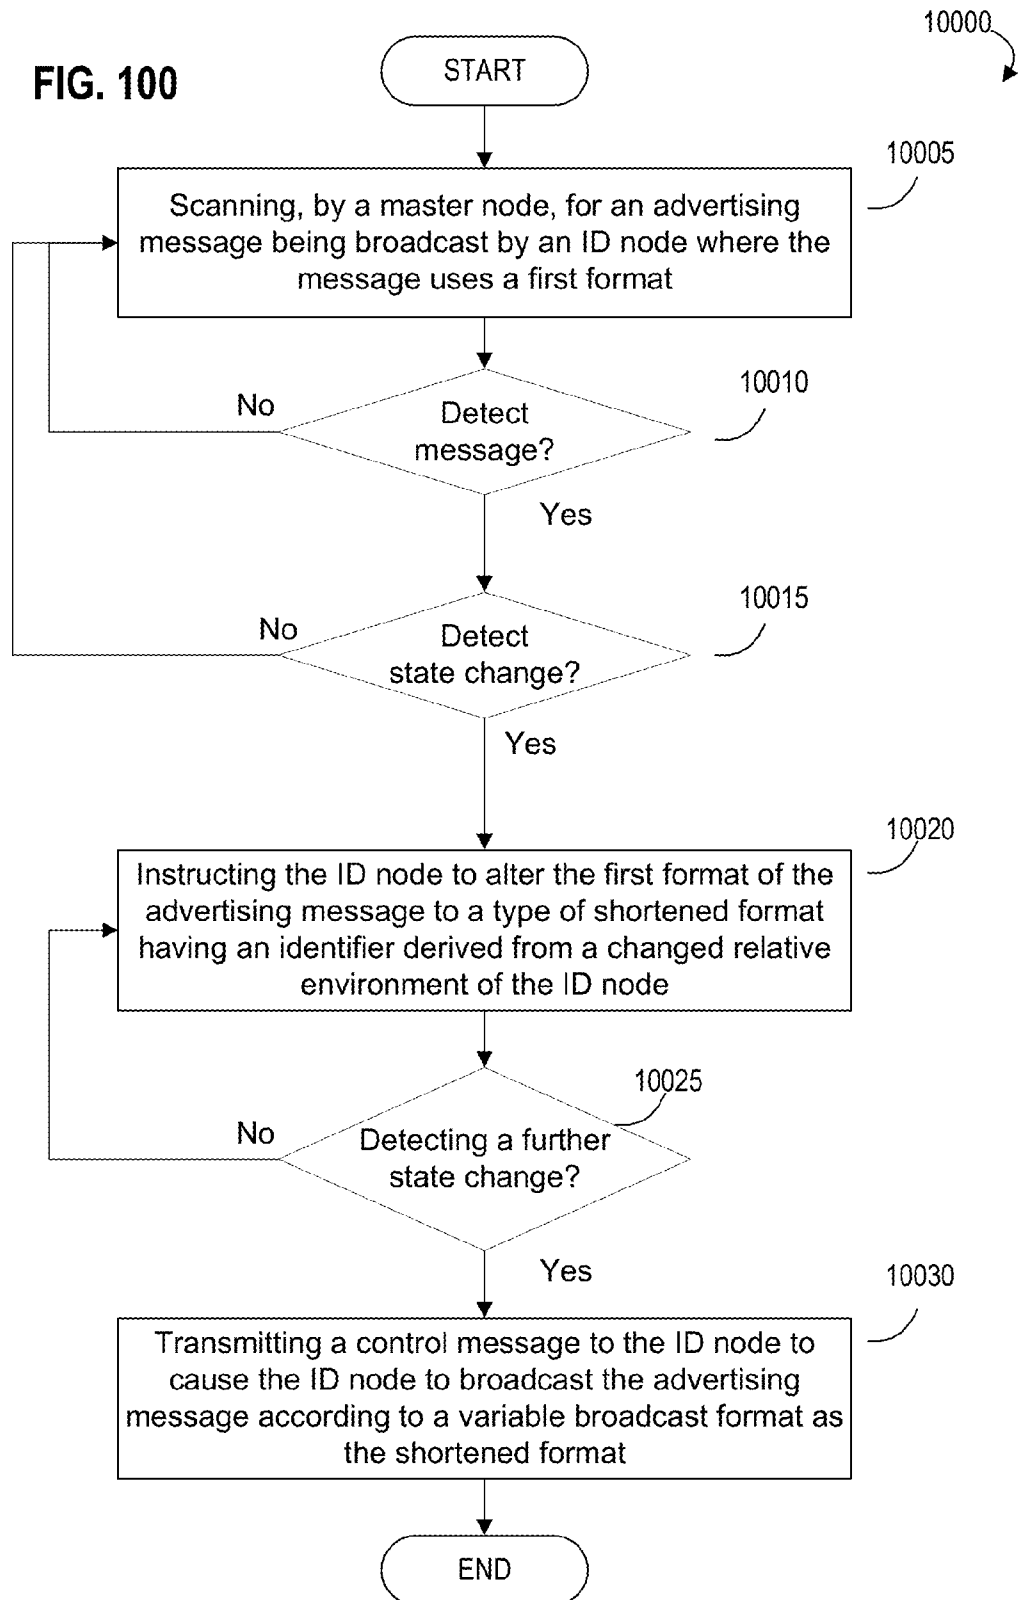 10000
FIG. 100
START
10005
Scanning, by a master node, for an advertising
message being broadcast by an ID node where the
message uses a first format
10010
No
Detect
message?
Yes
10015
No
Detect
state change?
Yes
10020
Instructing the ID node to alter the first format of the
advertising message to a type of shortened format
having an identifier derived from a changed relative
environment of the ID node
10025
No
Detecting a further
state change?
Yes
10030
Transmitting a control message to the ID node to
cause the ID node to broadcast the advertising
message according to a variable broadcast format as
the shortened format
END